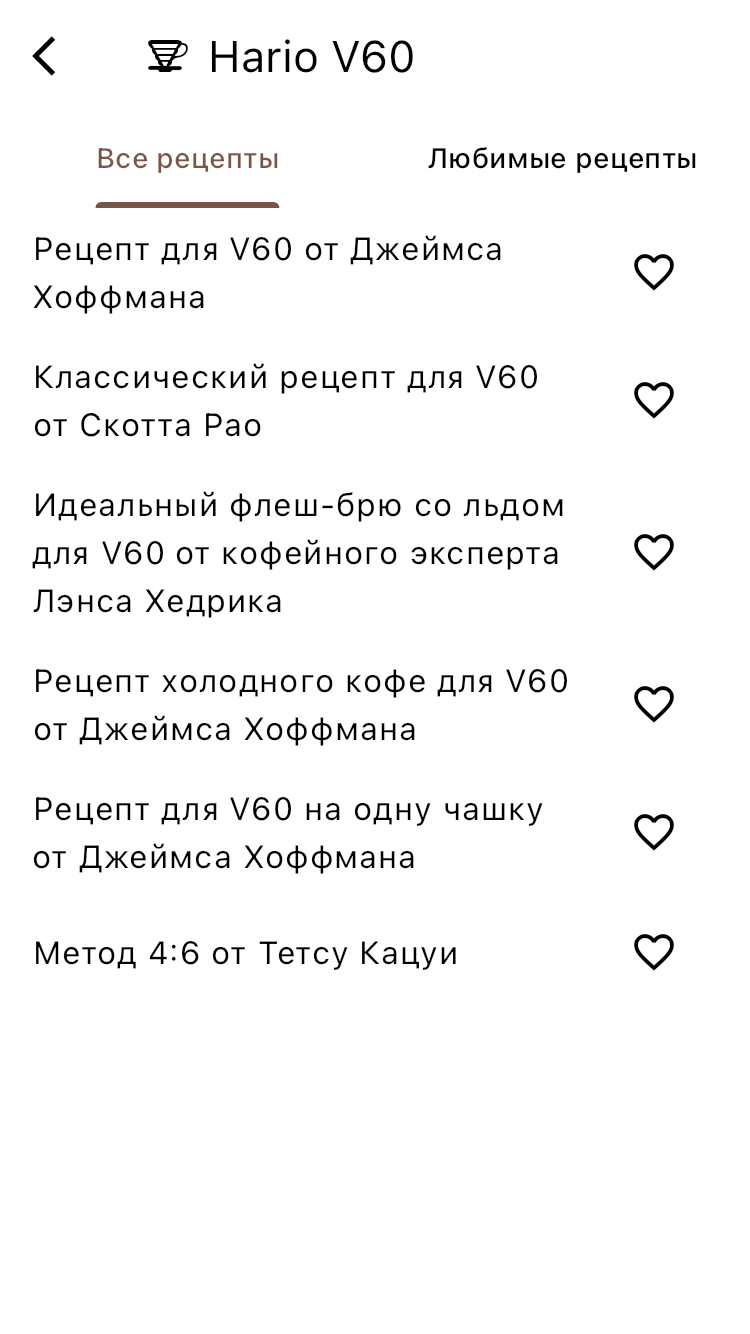 Hario V60
Все рецепты
Любимые рецепты
Рецепт для V60 от Джеймса
Хоффмана
Классический рецепт для V60
от Скотта Рао
Идеальный флеш-брю со льдом
для V60 от кофейного эксперта
Лэнса Хедрика
Рецепт холодного кофе для V60
от Джеймса Хоффмана
Рецепт для V60 на одну чашку
от Джеймса Хоффмана
Метод 4:6 от Тетсу Кацуи